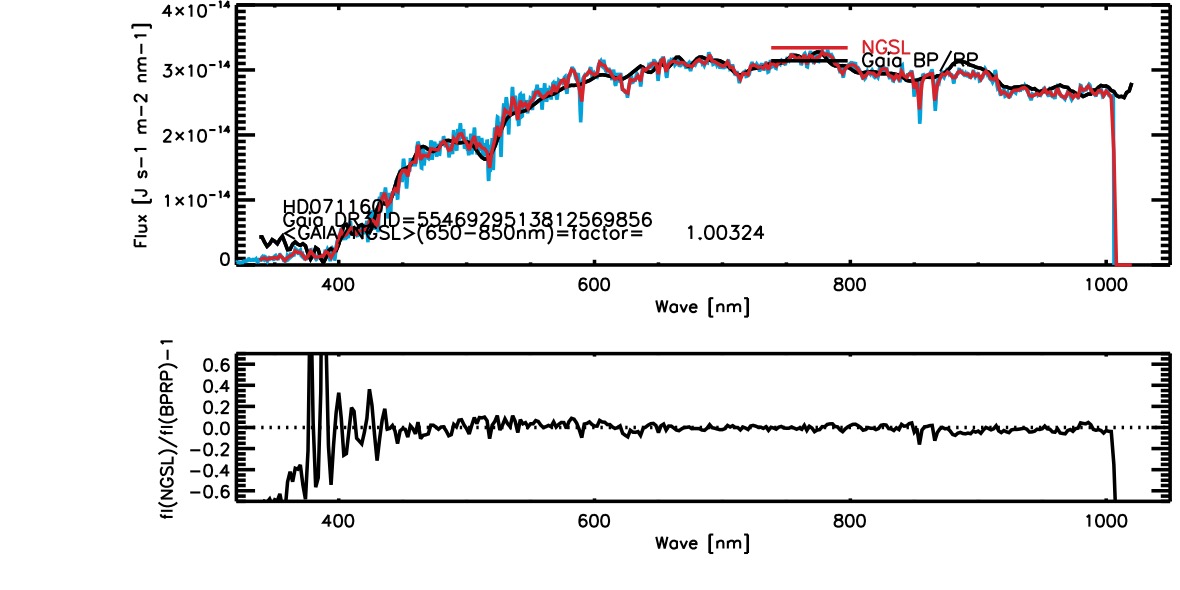 4×10−14
3×10−14
2×10−14
1×10−14
0
Flux [J s−1 m−2 nm−1]
NGSL
Gaia BP/RP
HD071160
Gaia DR3 ID=5546929513812569856
<GAIA/NGSL>(650−850nm)=factor= 1.00324
400 600 800 1000
Wave [nm]
0.6
0.4
0.2
0.0
−0.2
−0.4
−0.6
fl(NGSL)/fl(BPRP)−1
400 600 800 1000
Wave [nm]